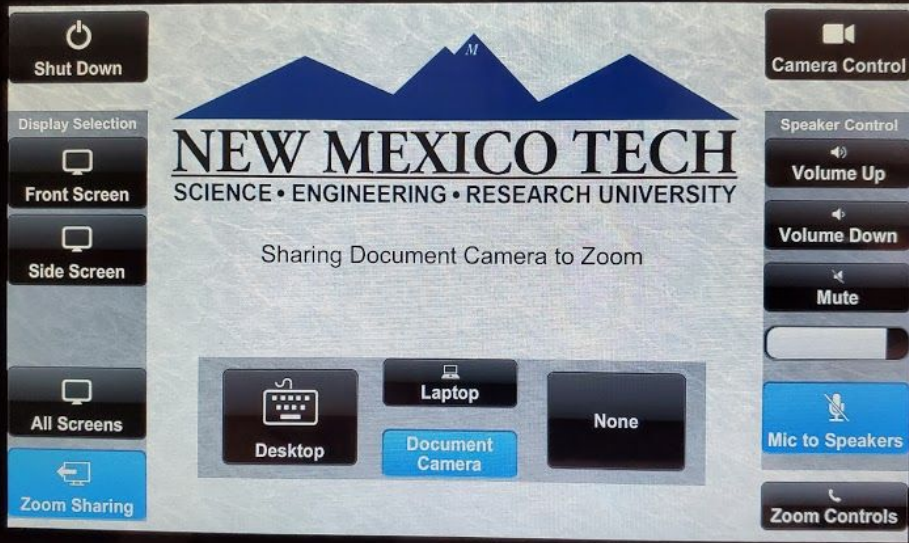 Shut Down
Display Selection
Front Screen
Side Screen
All Screens
Zoom Sharing
M
NEW MEXICO TECH
SCIENCE • ENGINEERING • RESEARCH UNIVERSITY
Sharing Document Camera to Zoom
Desktop
Laptop
Document
Camera
None
Camera Control
Speaker Control
Volume Up
Volume Down
Mute
Mic to Speakers
Zoom Controls